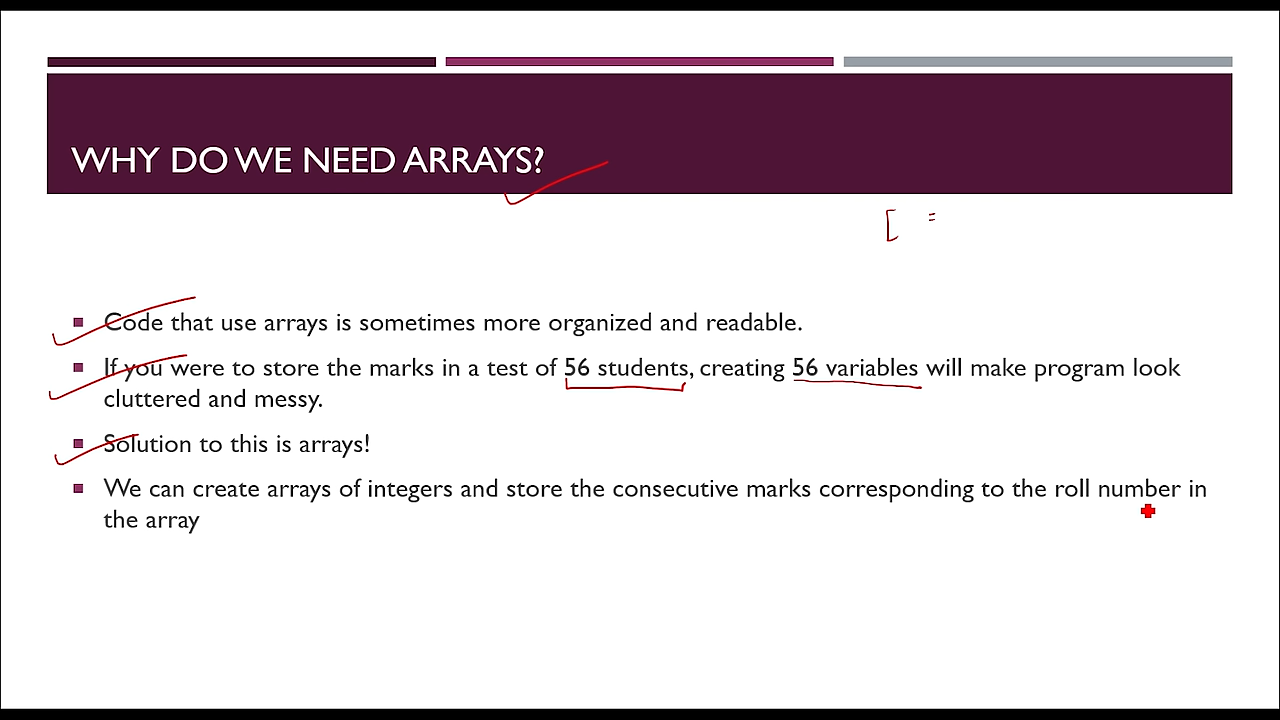 WHY DO WE NEED ARRAYS?
[ =
Code that use arrays is sometimes more organized and readable.
If you were to store the marks in a test of 56 students, creating 56 variables will make program look
cluttered and messy.
Solution to this is arrays!
We can create arrays of integers and store the consecutive marks corresponding to the roll number in
the array